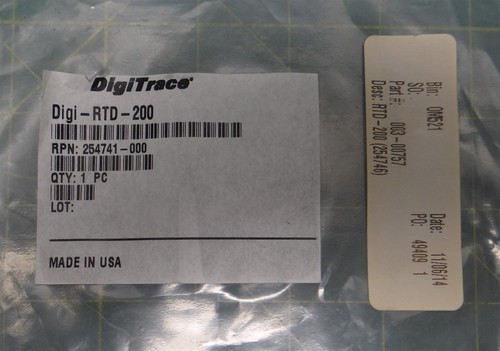 DigiTrace
Digi-RTD-200
RPN: 254741-000
QTY: 1 PC
LOT:
MADE IN USA
Bin: OM521
SO:
Part#: 063-00757
Desc: RTD-200 (254746)
Date: 11/06/14
PO: 49409 1